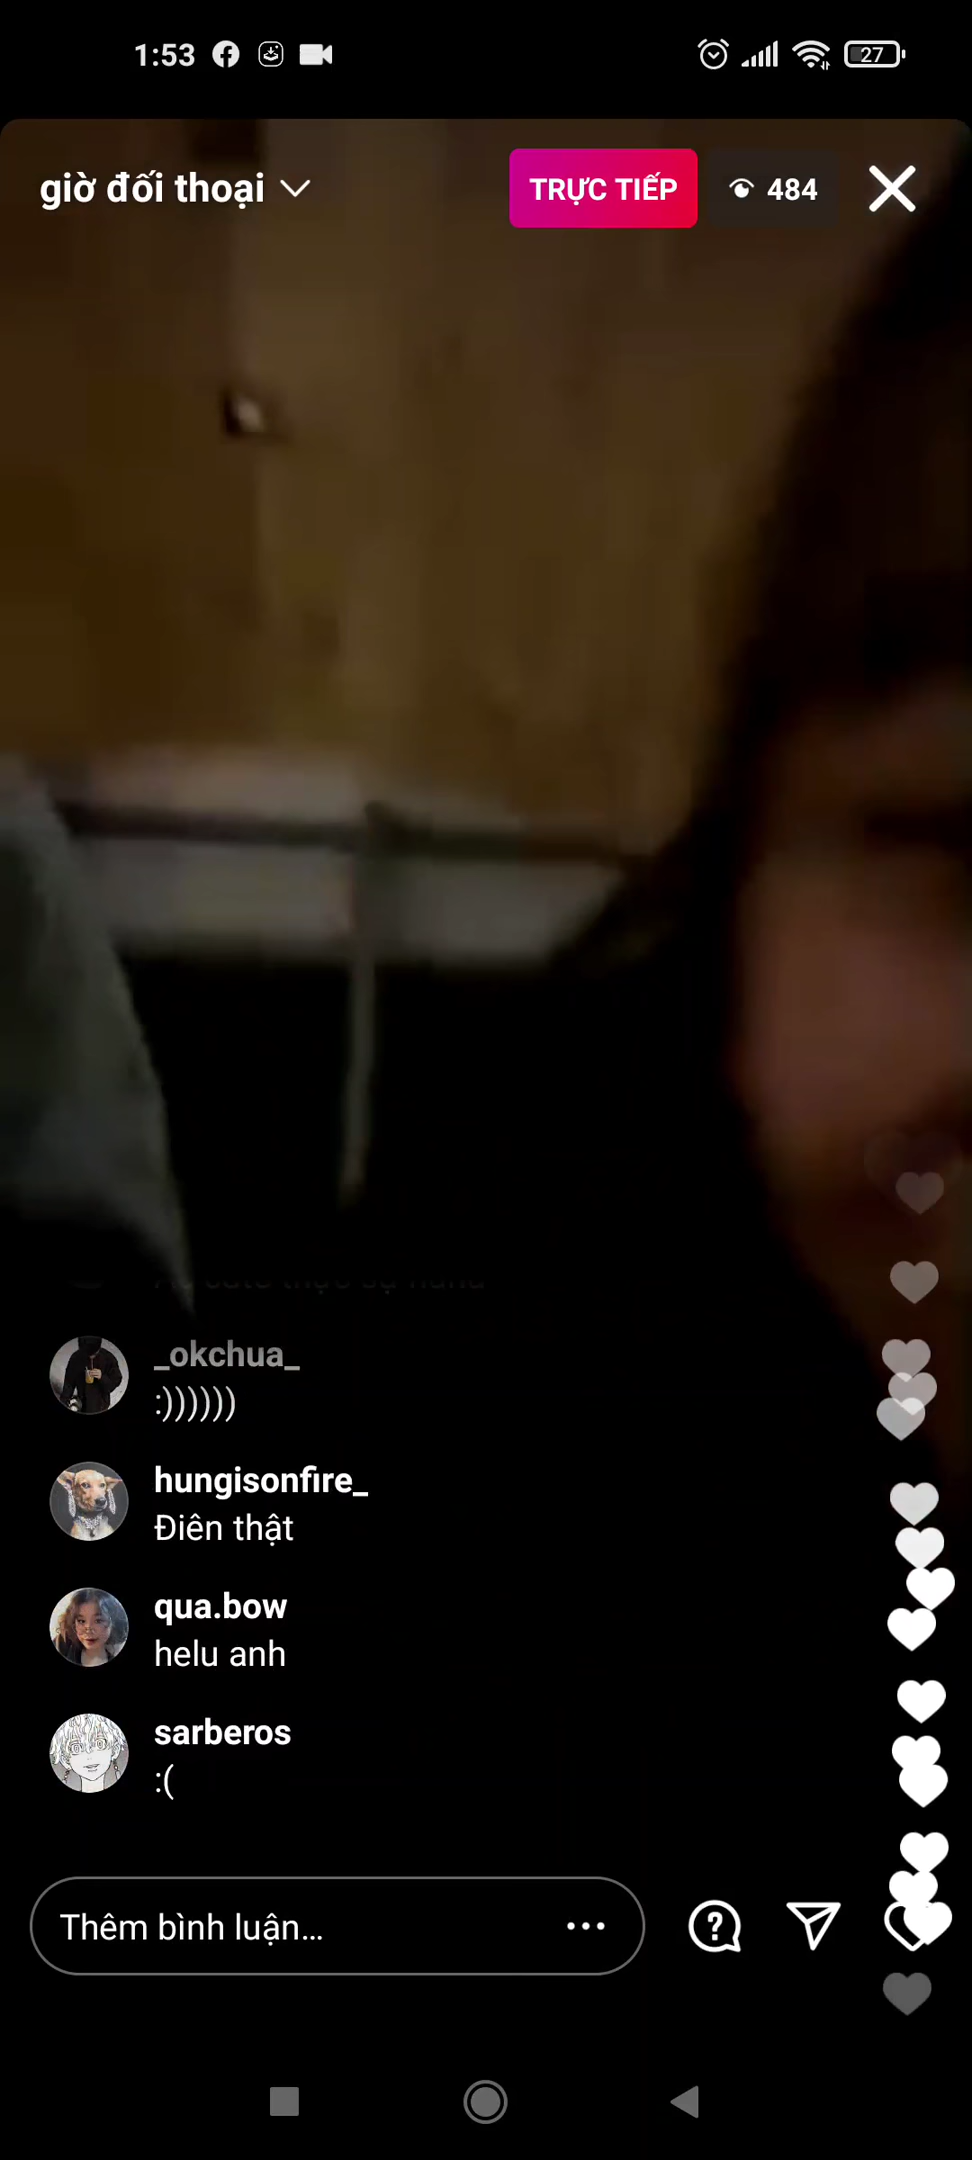 1:53
27
giờ đối thoại
TRỰC TIẾP
484
_okchua_
:))))))
hungisonfire_
Điên thật
qua.bow
helu anh
sarberos
:(
Thêm bình luận...